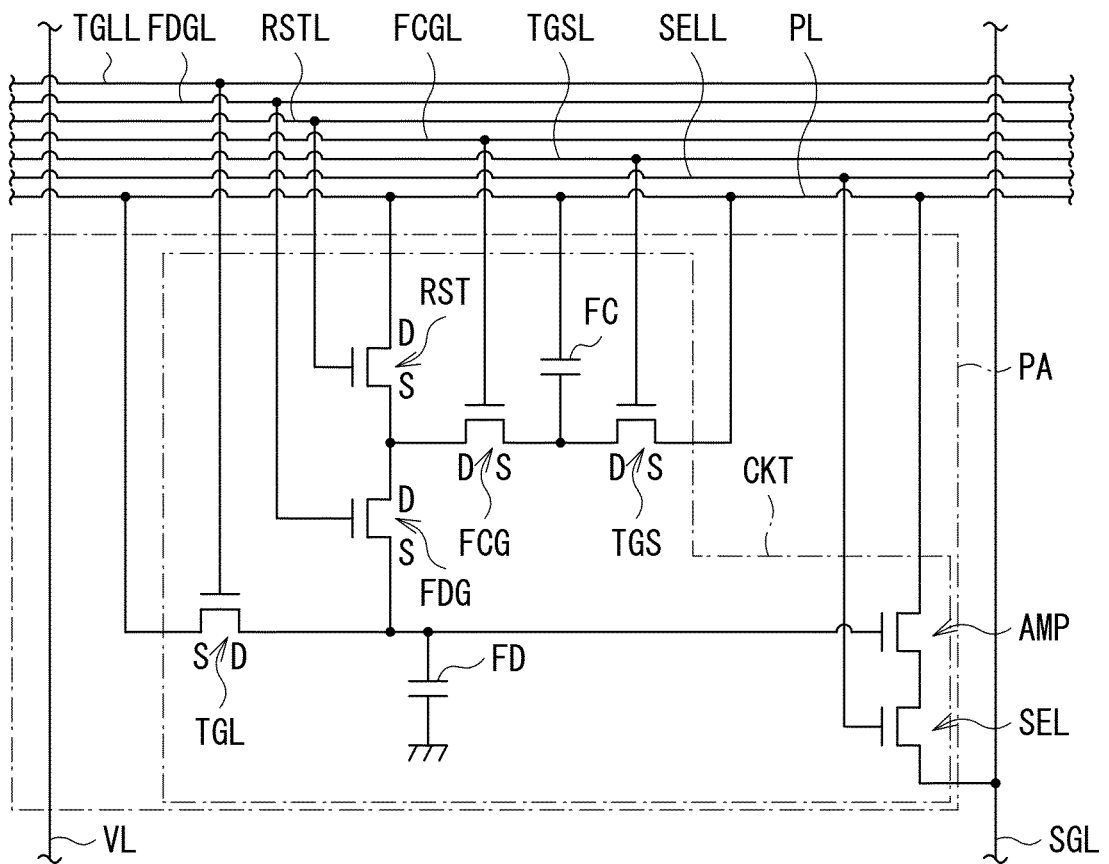 TGLL FDGL RSTL FCGL TGSL SELL PL
RST
D
S
FC
PA
D S
D S
CKT
FCG
TGS
D
S
FDG
S D
TGL
FD
AMP
SEL
VL
SGL